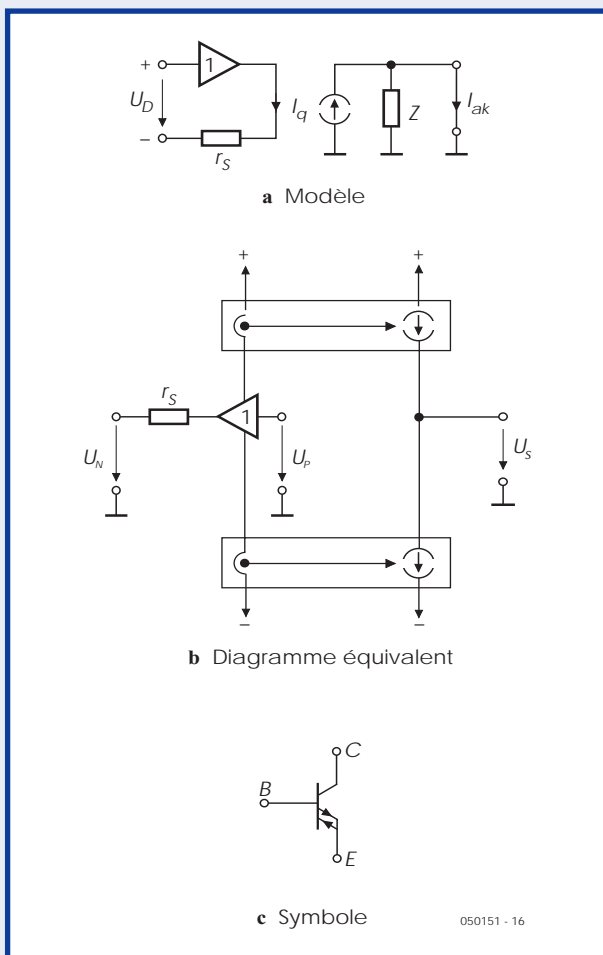 +
1
U_D
I_q
Z
I_ak
−
r_S
a Modèle
+ +
r_S
1
U_N
U_P
U_s
− −
b Diagramme équivalent
C
B
E
c Symbole
050151 - 16